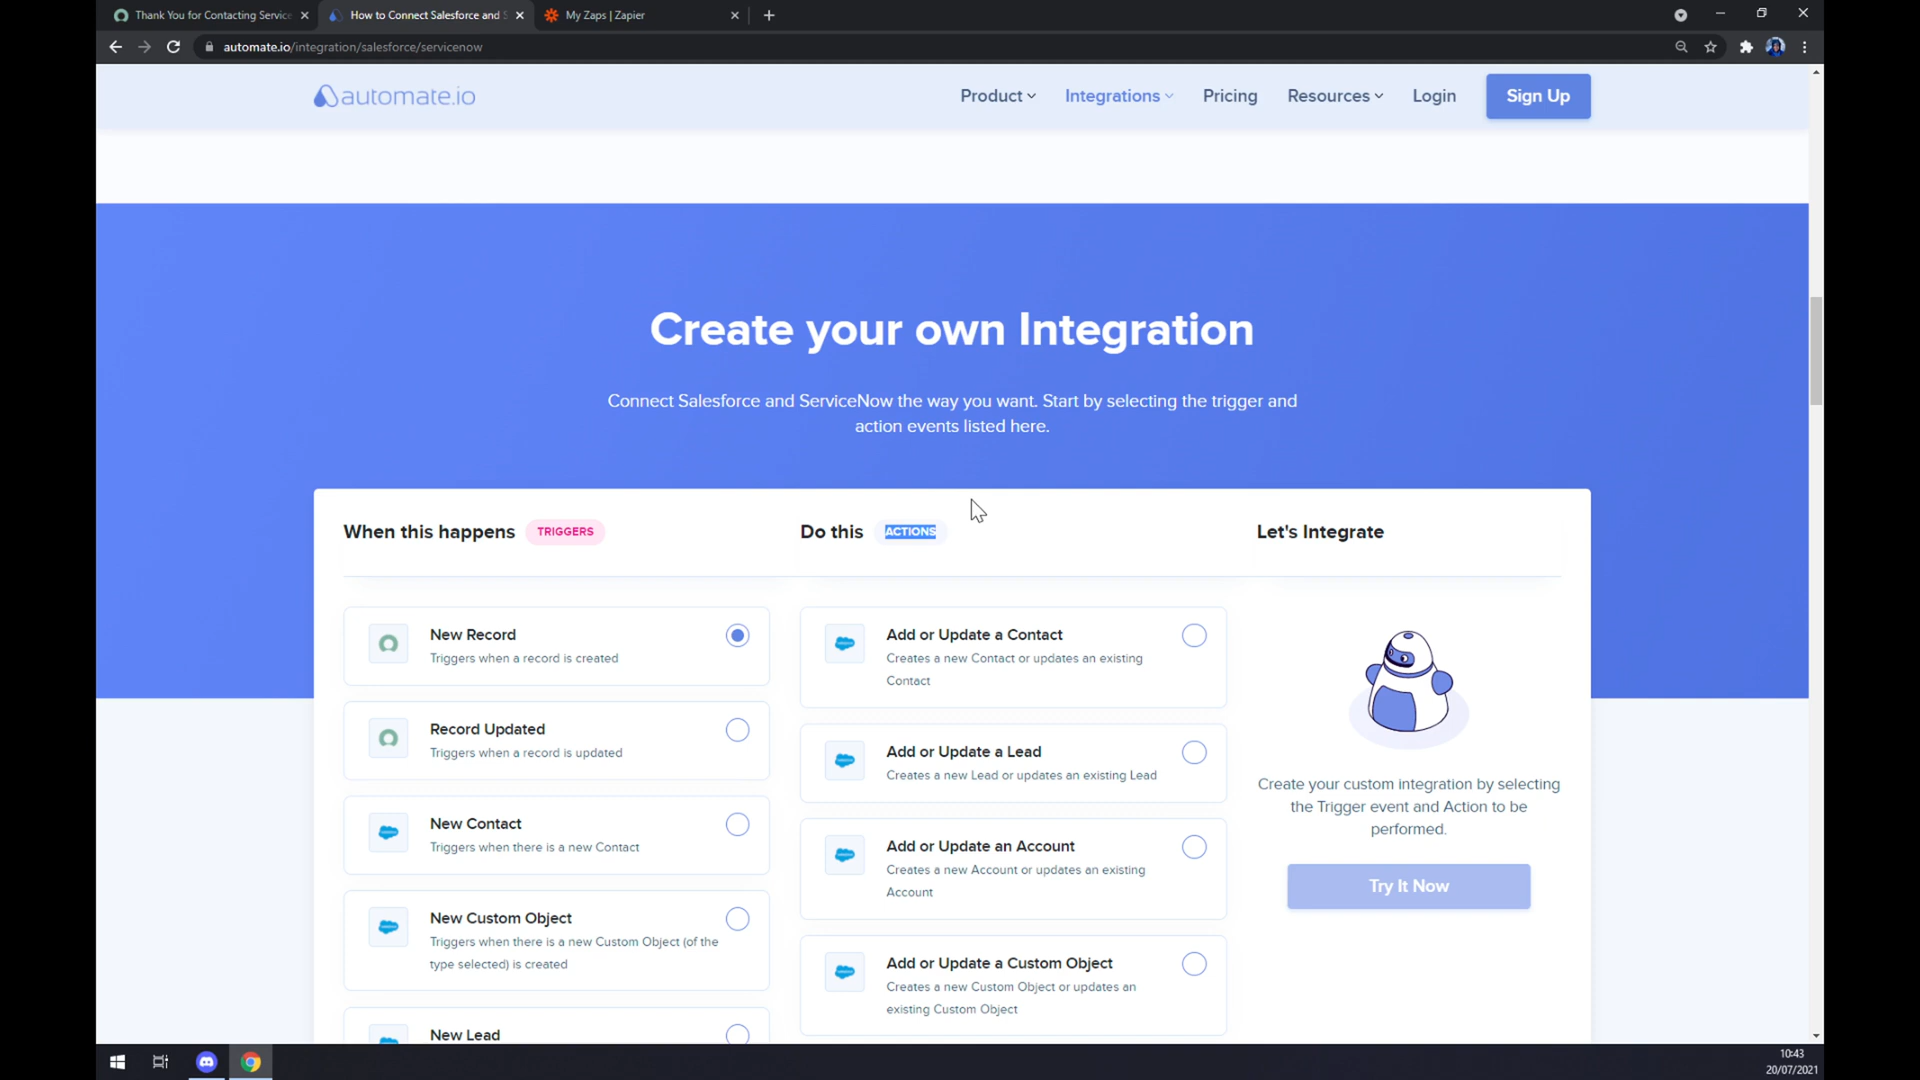 Thank You for Contacting Service
How to Connect Salesforce and S
My Zaps | Zapier
automate.io/integration/salesforce/servicenow
automate.io
Product
Integrations
Pricing
Resources
Login
Sign Up
Create your own Integration
Connect Salesforce and ServiceNow the way you want. Start by selecting the trigger and
action events listed here.
When this happens
TRIGGERS
New Record
Triggers when a record is created
Record Updated
Triggers when a record is updated
New Contact
Triggers when there is a new Contact
New Custom Object
Triggers when there is a new Custom Object (of the
type selected) is created
New Lead
Do this
ACTIONS
Add or Update a Contact
Creates a new Contact or updates an existing
Contact
Add or Update a Lead
Creates a new Lead or updates an existing Lead
Add or Update an Account
Creates a new Account or updates an existing
Account
Add or Update a Custom Object
Creates a new Custom Object or updates an
existing Custom Object
Let's Integrate
Create your custom integration by selecting
the Trigger event and Action to be
performed.
Try It Now
10:43
20/07/2021